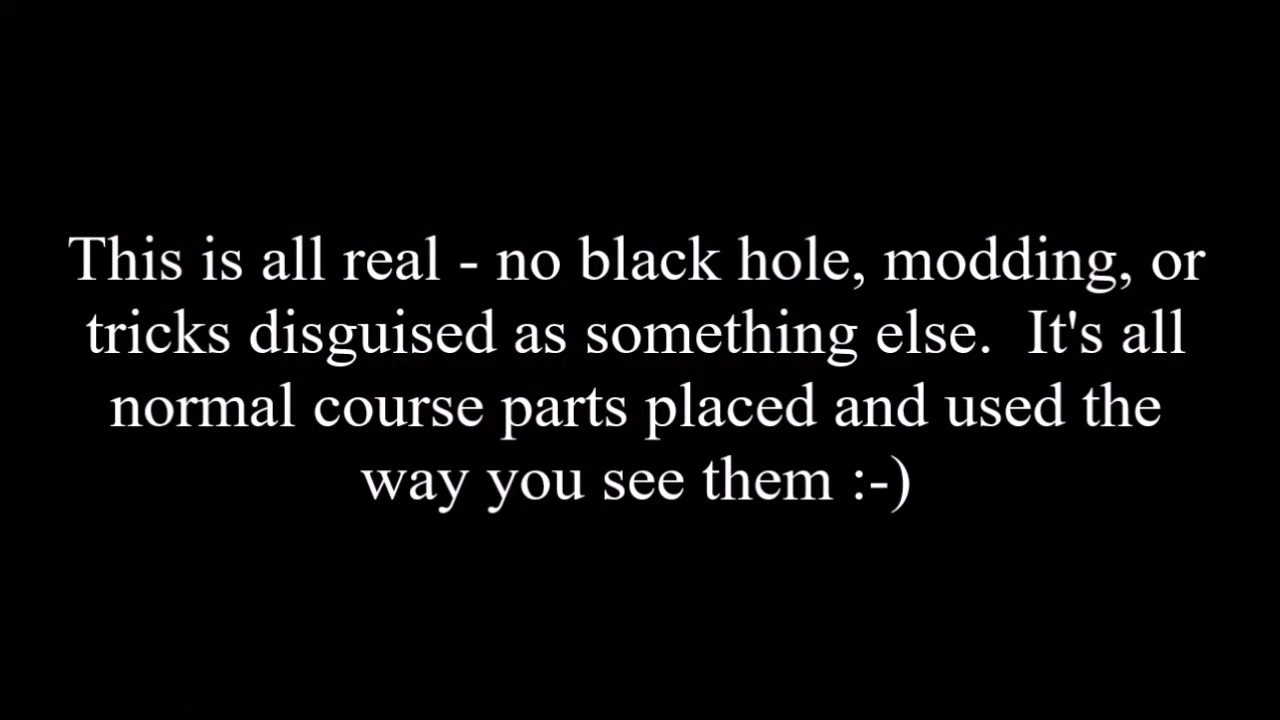 This is all real - no black hole, modding, or
tricks disguised as something else.  It's all
normal course parts placed and used the
way you see them :-)